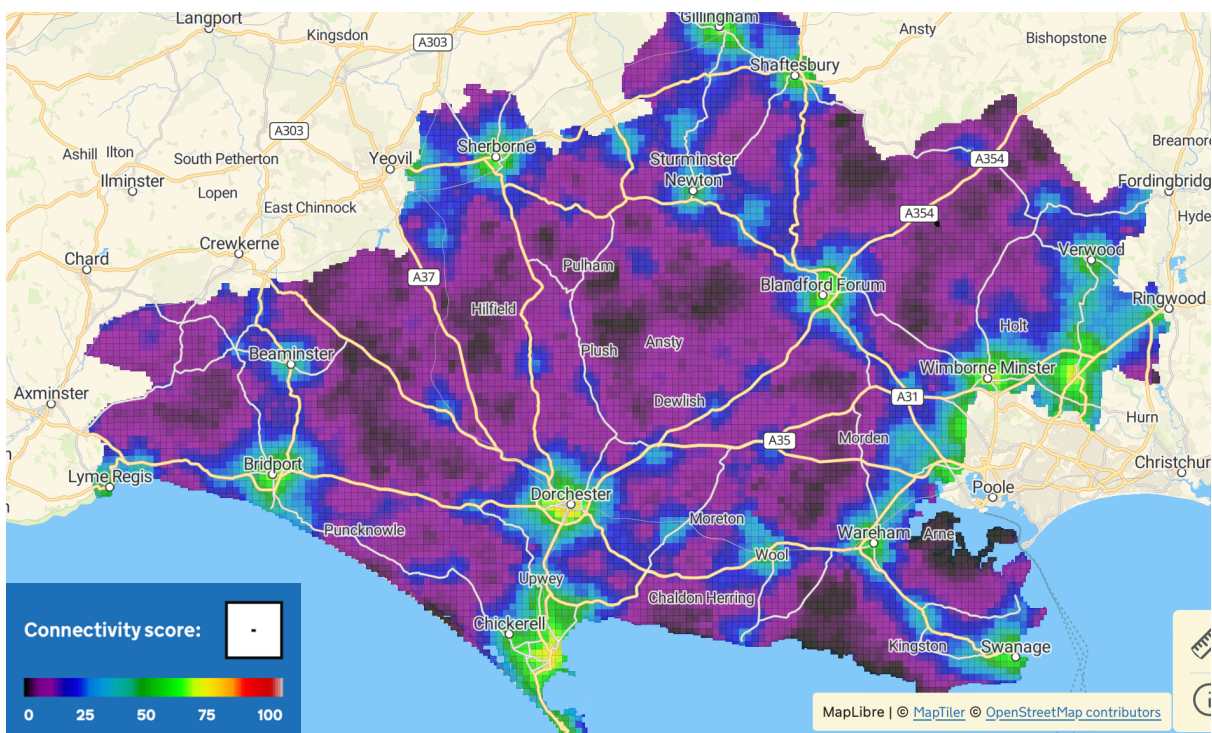 Langport
Gillingham
Kingsdon
A303
Ansty
Bishopstone
Shaftesbury
A303
Ashill
Ilton
South Petherton
Yeovil
Sherborne
Sturminster
Newton
A354
Breamore
Ilminster
Lopen
East Chinnock
A354
Fordingbridg
Hyde
Crewkerne
Chard
A37
Pulham
Verwood
Blandford Forum
Ringwood
Hilfield
Holt
Beaminster
Plush
Ansty
Wimborne Minster
Axminster
Dewlish
A31
Hurn
A35
Morden
Lyme Regis
Bridport
Christchur
Dorchester
Poole
Puncknowle
Moreton
Wareham
Arne
Wool
Upwey
Chaldon Herring
Chickerell
Kingston
Swanage
Connectivity score:
-
0 25 50 75 100
MapLibre | © MapTiler © OpenStreetMap contributors